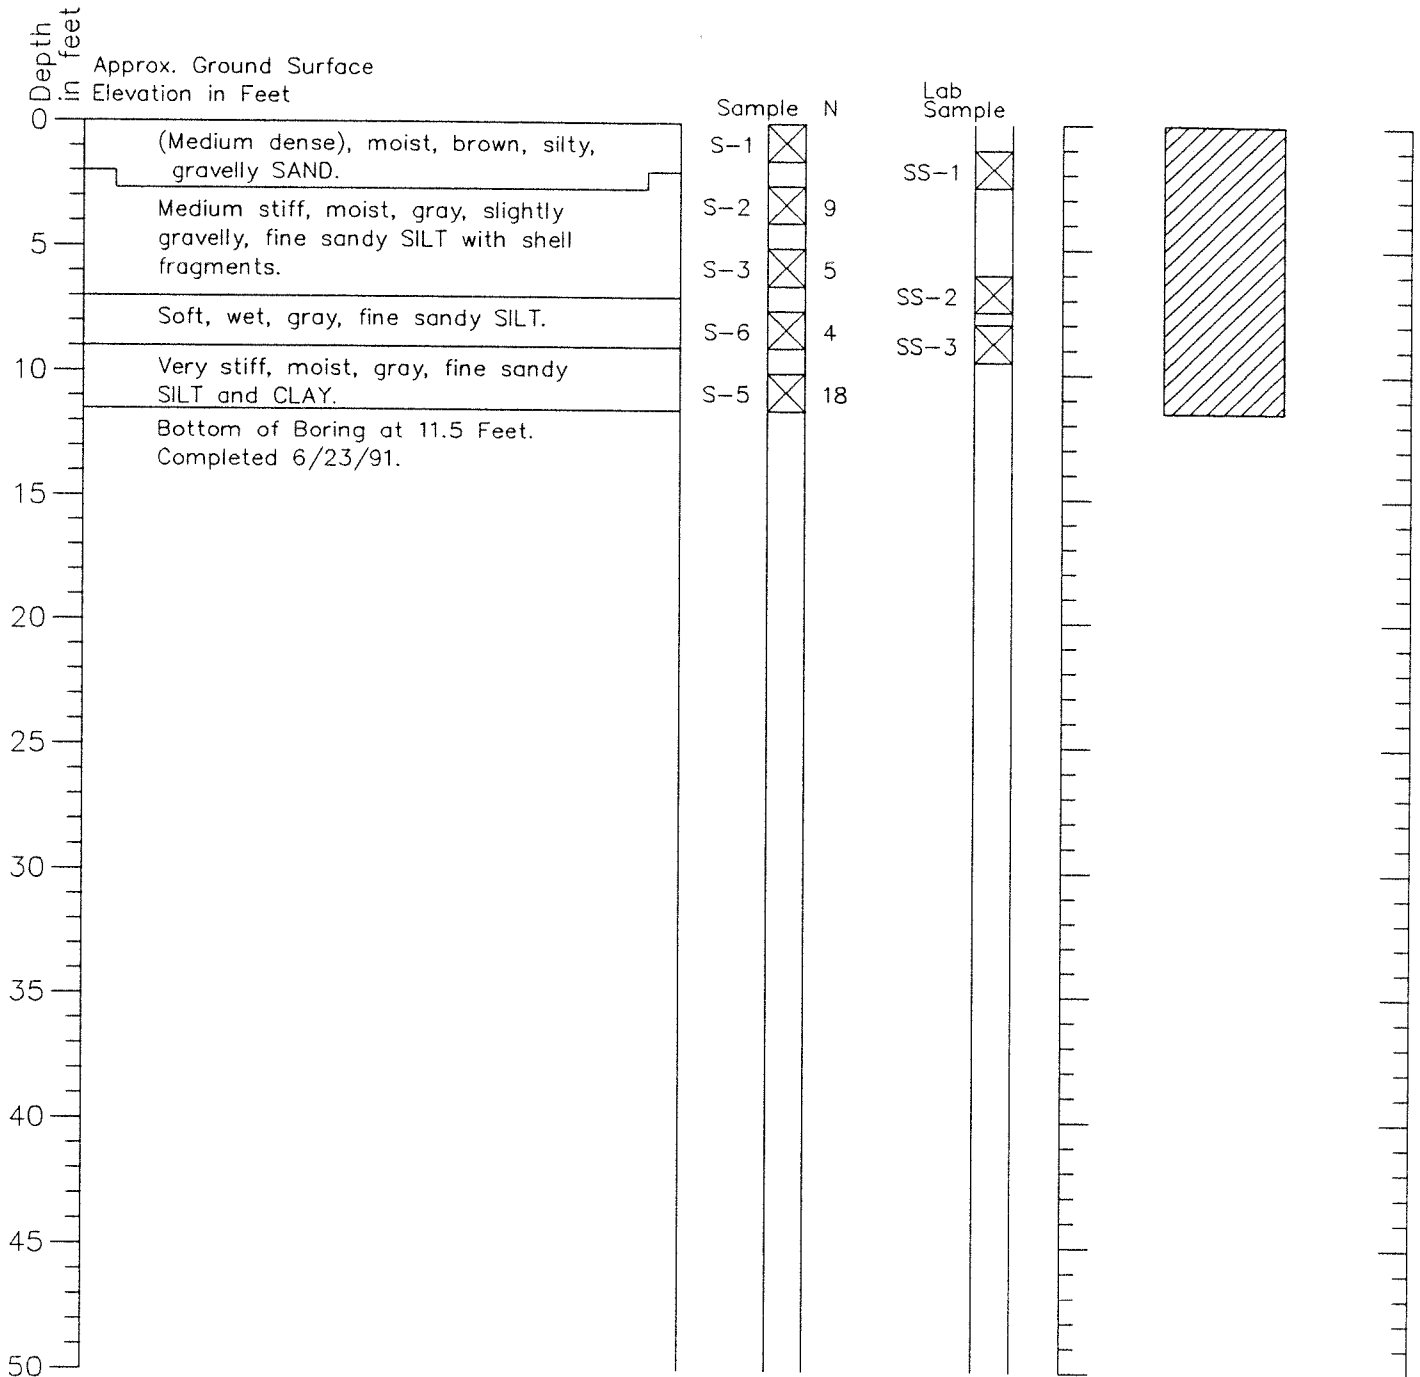 Depth
in feet
Approx. Ground Surface
Elevation in Feet
Sample N
Lab
Sample
0
(Medium dense), moist, brown, silty,
gravelly SAND.
S-1
SS-1
Medium stiff, moist, gray, slightly
gravelly, fine sandy SILT with shell
fragments.
S-2 9
5
S-3 5
SS-2
Soft, wet, gray, fine sandy SILT.
S-6 4
SS-3
10
Very stiff, moist, gray, fine sandy
SILT and CLAY.
S-5 18
Bottom of Boring at 11.5 Feet.
Completed 6/23/91.
15
20
25
30
35
40
45
50